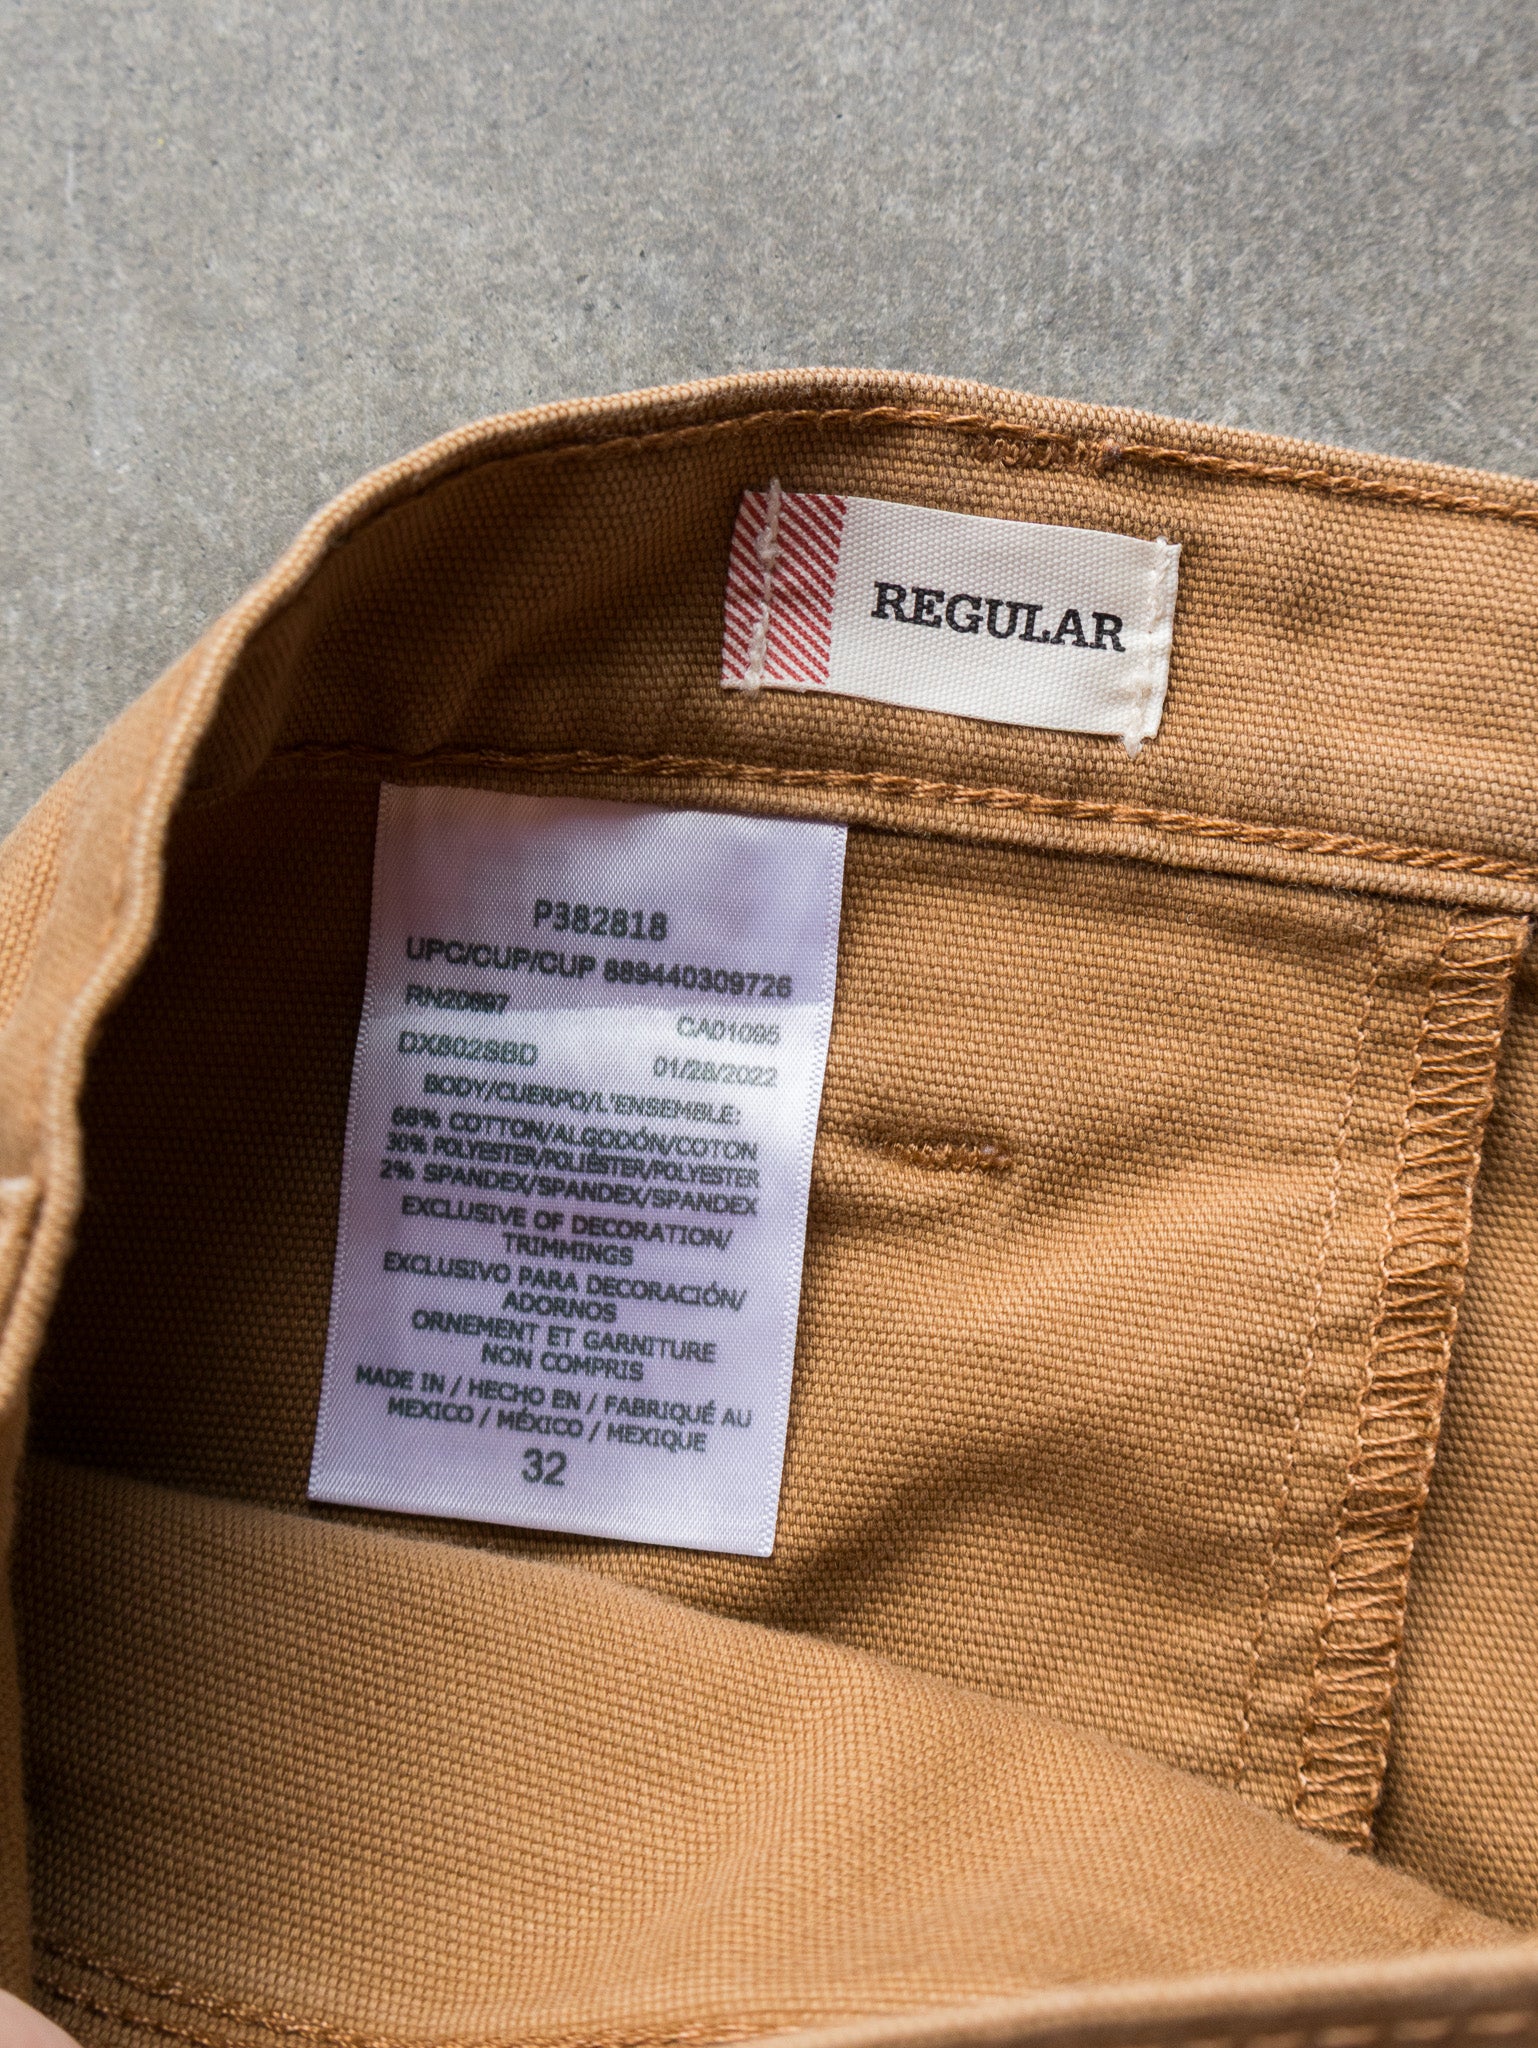 REGULAR
P382818
UPC/CUP/CUP 889440309726
RN20697 CA01095
DX802SBD 01/28/2022
BODY/CUERPO/L'ENSEMBLE:
68% COTTON/ALGODÓN/COTON
30% POLYESTER/POLIÉSTER/POLYESTER
2% SPANDEX/SPANDEX/SPANDEX
EXCLUSIVE OF DECORATION/
TRIMMINGS
EXCLUSIVO PARA DECORACIÓN/
ADORNOS
ORNEMENT ET GARNITURE
NON COMPRIS
MADE IN / HECHO EN / FABRIQUÉ AU
MEXICO / MÉXICO / MEXIQUE
32